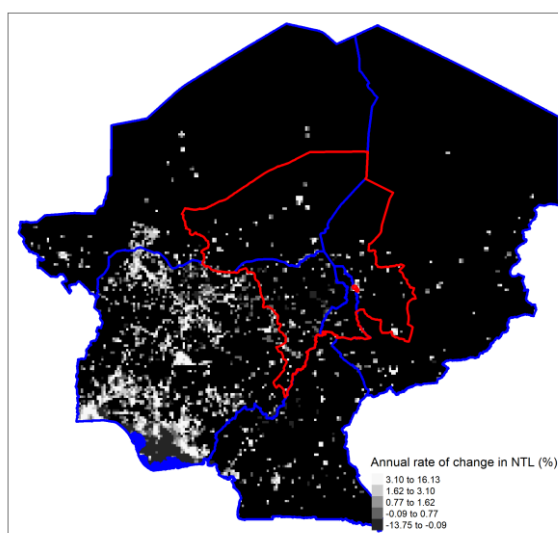 Annual rate of change in NTL (%)
3.10 to 16.13
1.62 to 3.10
0.77 to 1.62
-0.09 to 0.77
-13.75 to -0.09